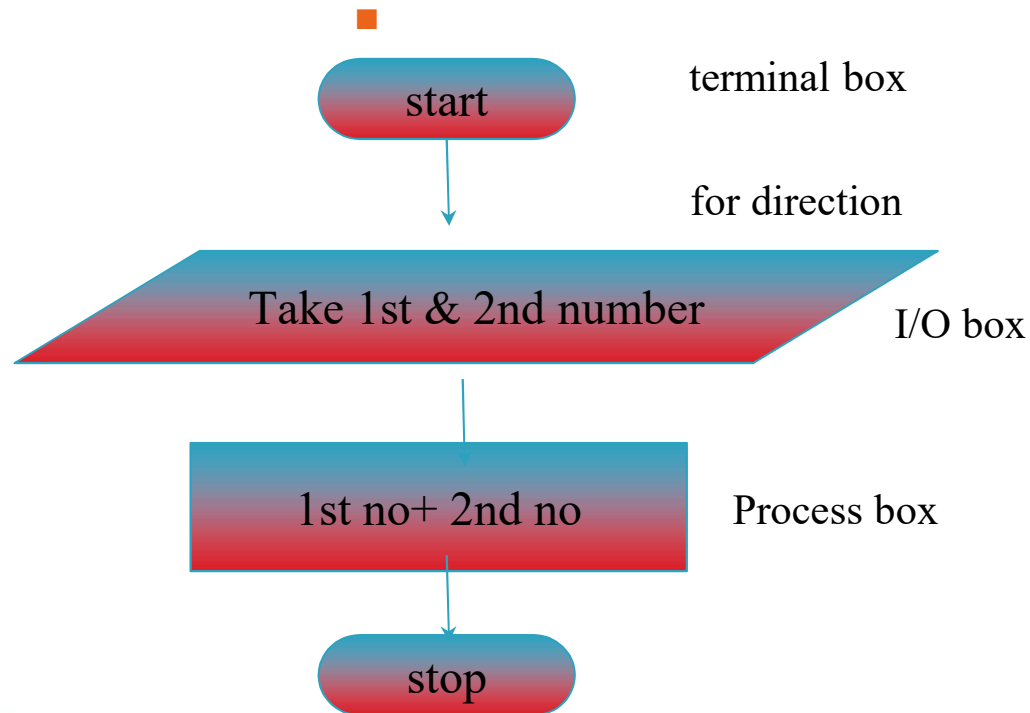 start
terminal box
for direction
Take 1st & 2nd number
I/O box
1st no+ 2nd no
Process box
stop